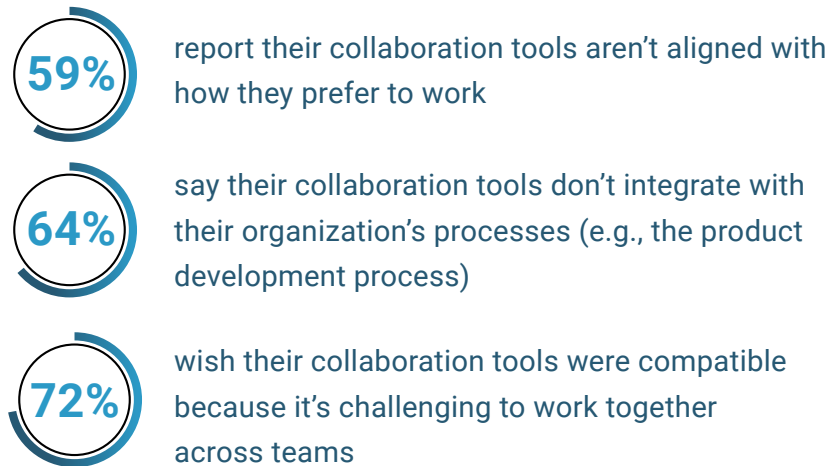 59%
report their collaboration tools aren’t aligned with
how they prefer to work
64%
say their collaboration tools don’t integrate with
their organization’s processes (e.g., the product
development process)
72%
wish their collaboration tools were compatible
because it’s challenging to work together
across teams